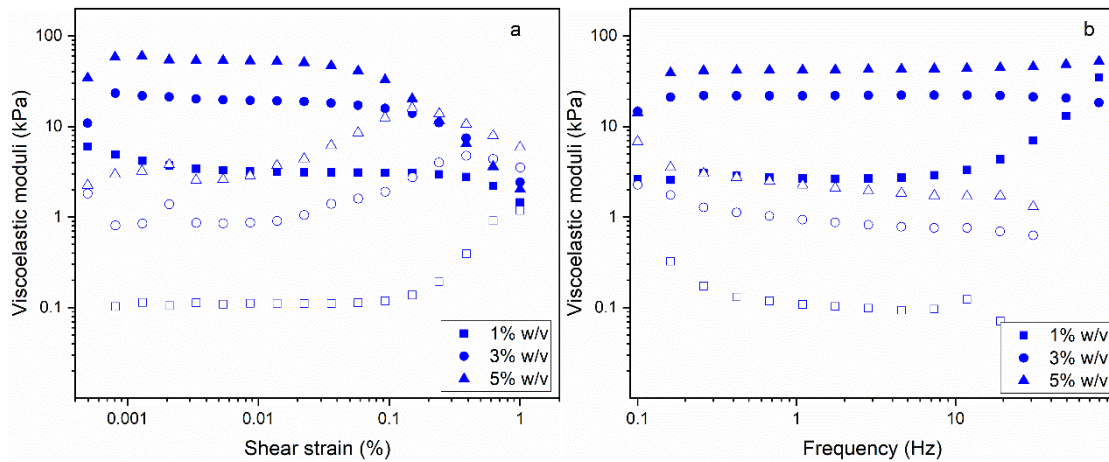 a
100
10
1
0.1
Viscoelastic moduli (kPa)
1% w/v
3% w/v
5% w/v
0.001
0.01
0.1
1
Shear strain (%)
b
100
10
1
0.1
Viscoelastic moduli (kPa)
1% w/v
3% w/v
5% w/v
0.1
1
10
Frequency (Hz)